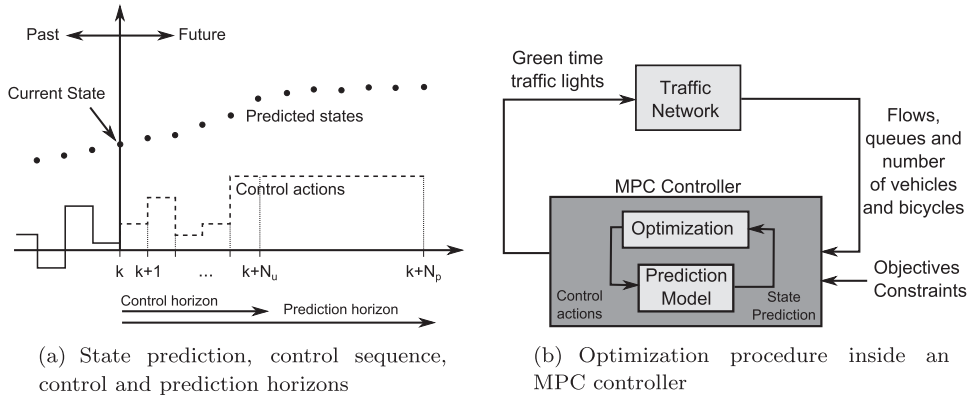 Past
Future
Current State
Predicted states
Control actions
k
k+1
...
k+Nu
k+Np
Control horizon
Prediction horizon
(a) State prediction, control sequence,
control and prediction horizons
Green time
traffic lights
Traffic
Network
Flows,
queues and
number
of vehicles
and bicycles
MPC Controller
Optimization
Prediction
Model
Control
actions
State
Prediction
Objectives
Constraints
(b) Optimization procedure inside an
MPC controller